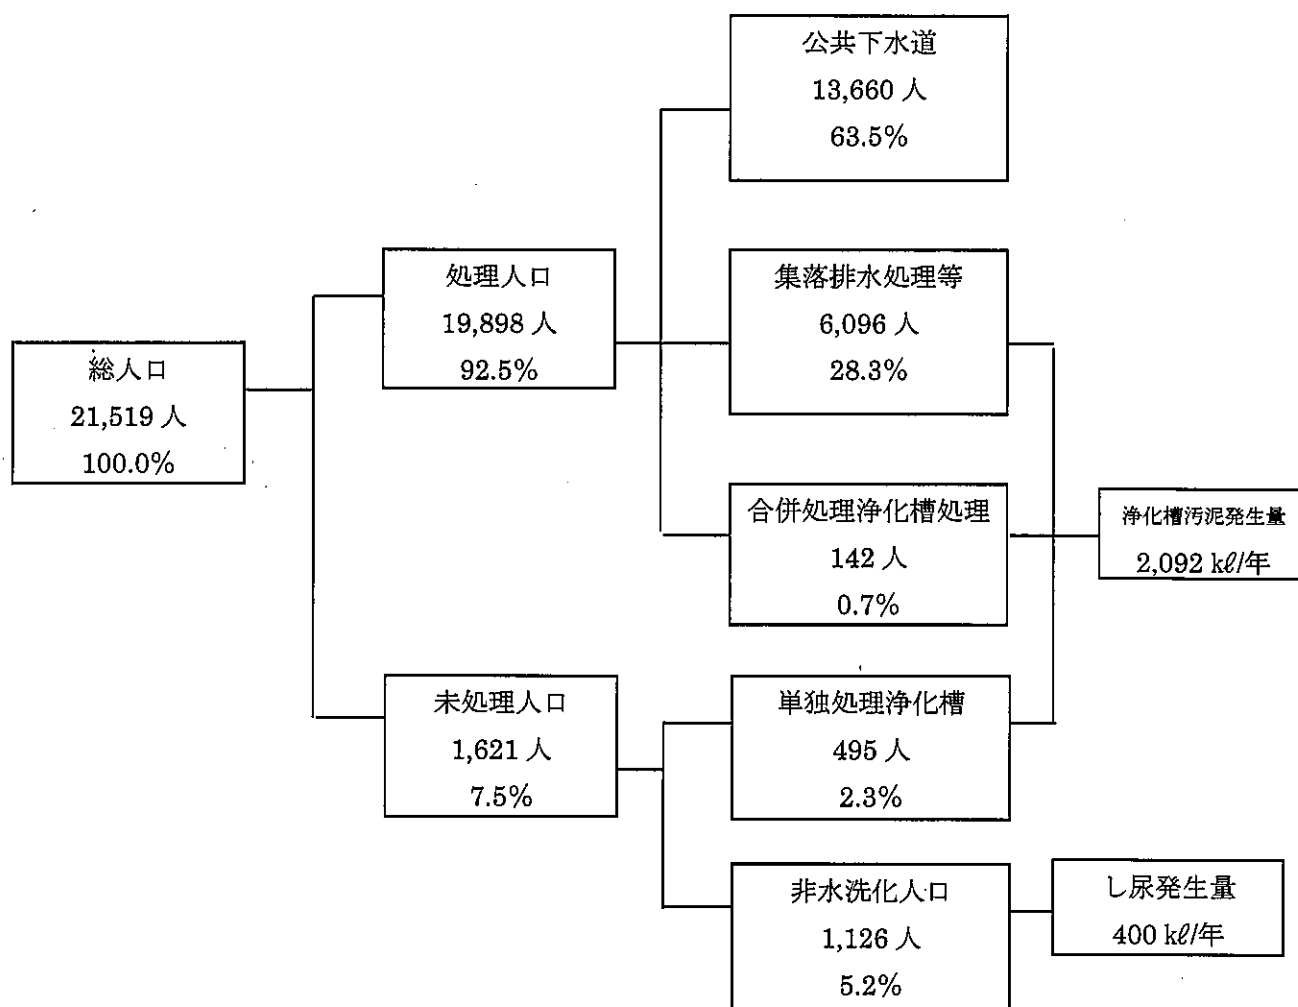 総人口
21,519 人
100.0%
処理人口
19,898 人
92.5%
未処理人口
1,621 人
7.5%
公共下水道
13,660 人
63.5%
集落排水処理等
6,096 人
28.3%
合併処理浄化槽処理
142 人
0.7%
単独処理浄化槽
495 人
2.3%
非水洗化人口
1,126 人
5.2%
浄化槽汚泥発生量
2,092 kℓ/年
し尿発生量
400 kℓ/年